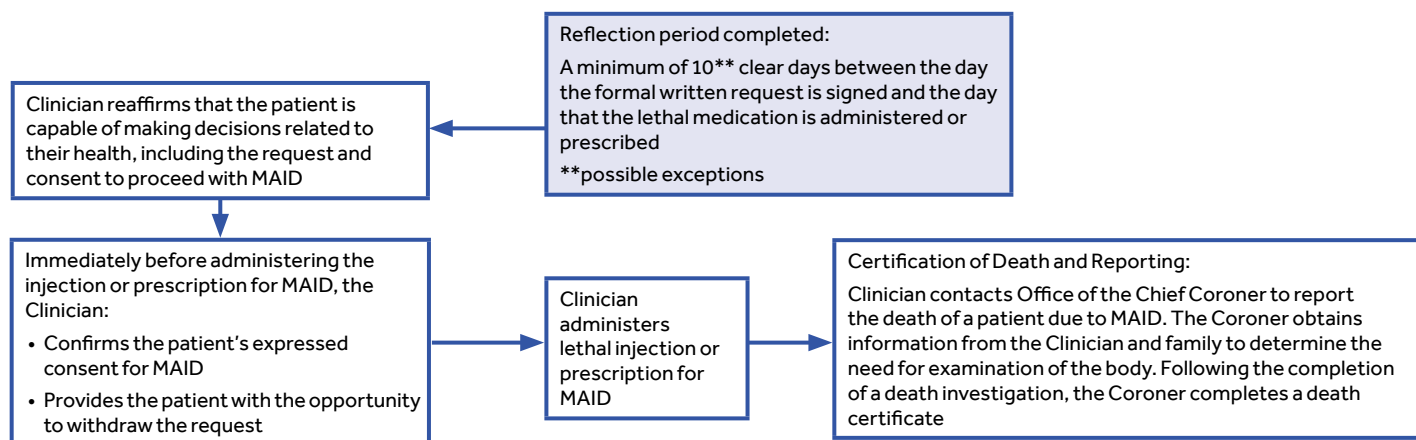 Reflection period completed:
A minimum of 10** clear days between the day
the formal written request is signed and the day
that the lethal medication is administered or
prescribed
**possible exceptions
Clinician reaffirms that the patient is
capable of making decisions related to
their health, including the request and
consent to proceed with MAID
Immediately before administering the
injection or prescription for MAID, the
Clinician:
• Confirms the patient's expressed
consent for MAID
• Provides the patient with the opportunity
to withdraw the request
Clinician
administers
lethal injection or
prescription for
MAID
Certification of Death and Reporting:
Clinician contacts Office of the Chief Coroner to report
the death of a patient due to MAID. The Coroner obtains
information from the Clinician and family to determine the
need for examination of the body. Following the completion
of a death investigation, the Coroner completes a death
certificate